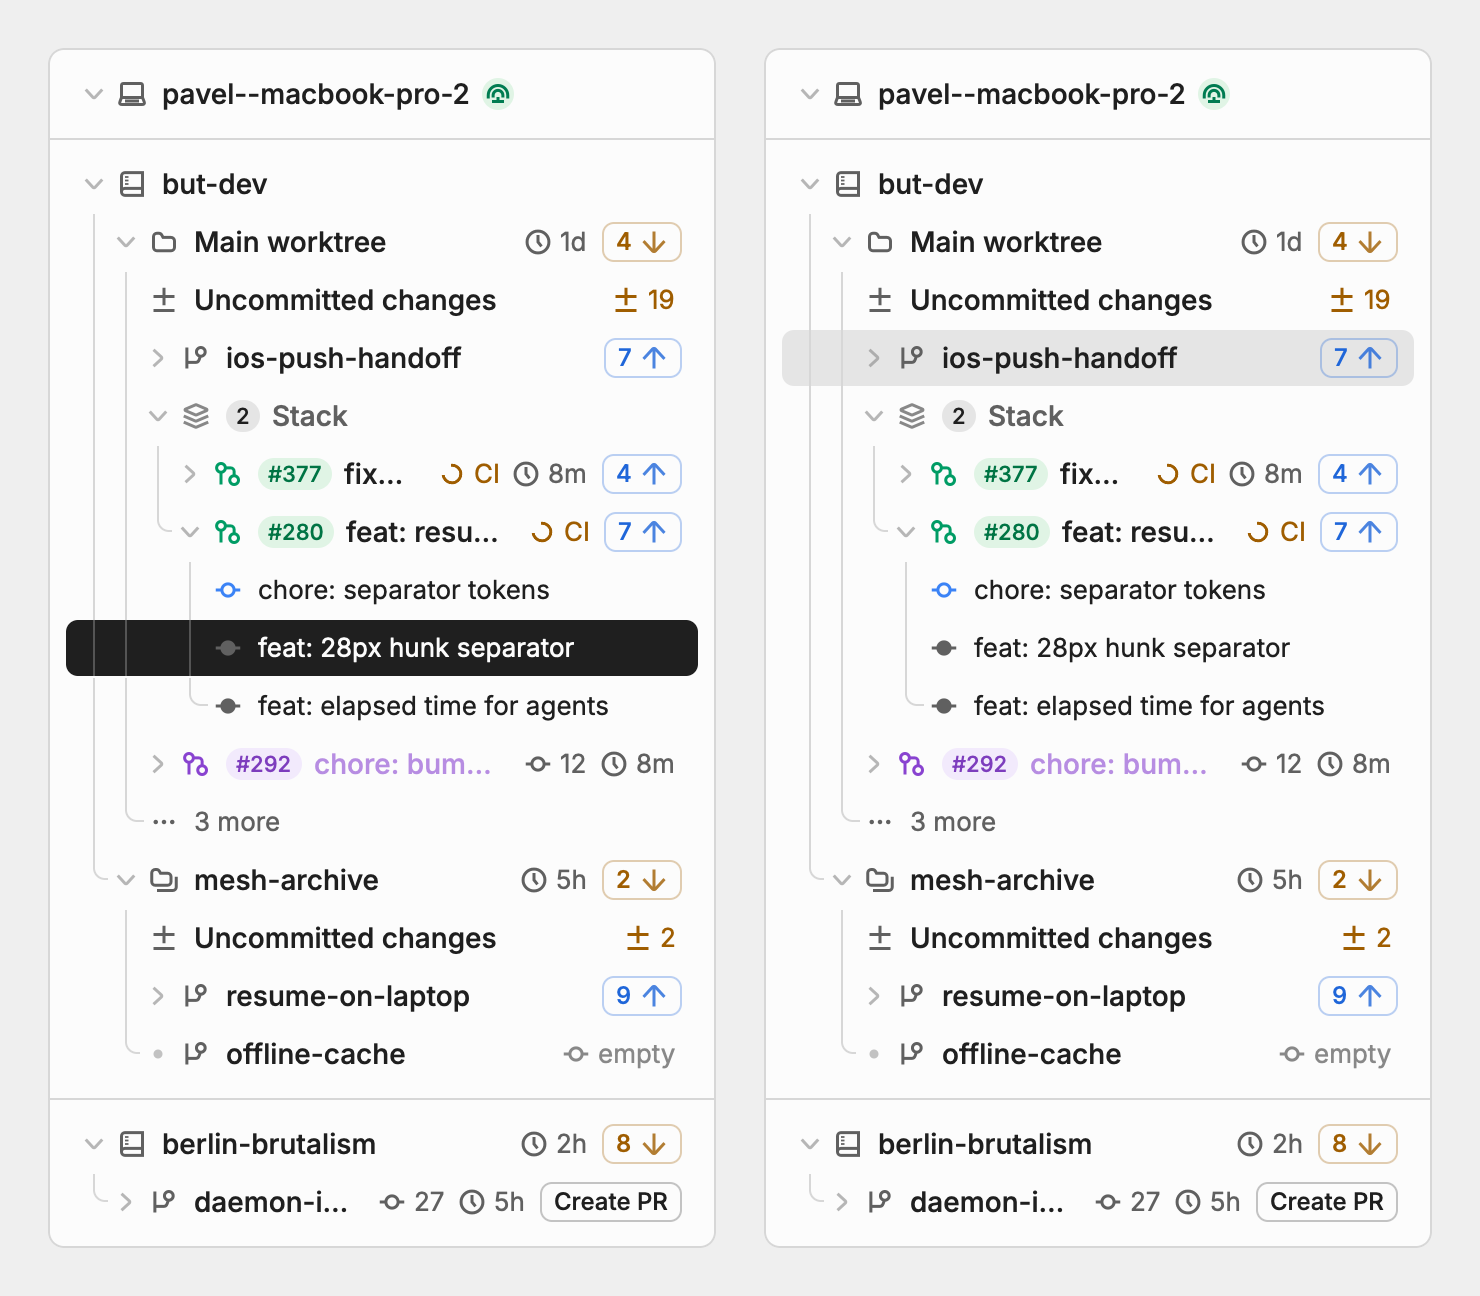 pavel--macbook-pro-2
but-dev
Main worktree 1d 4
Uncommitted changes ± 19
ios-push-handoff 7
2 Stack
#377 fix... CI 8m 4
#280 feat: resu... CI 7
chore: separator tokens
feat: 28px hunk separator
feat: elapsed time for agents
#292 chore: bum... 12 8m
... 3 more
mesh-archive 5h 2
Uncommitted changes ± 2
resume-on-laptop 9
offline-cache empty
berlin-brutalism 2h 8
daemon-i... 27 5h Create PR
pavel--macbook-pro-2
but-dev
Main worktree 1d 4
Uncommitted changes ± 19
ios-push-handoff 7
2 Stack
#377 fix... CI 8m 4
#280 feat: resu... CI 7
chore: separator tokens
feat: 28px hunk separator
feat: elapsed time for agents
#292 chore: bum... 12 8m
... 3 more
mesh-archive 5h 2
Uncommitted changes ± 2
resume-on-laptop 9
offline-cache empty
berlin-brutalism 2h 8
daemon-i... 27 5h Create PR